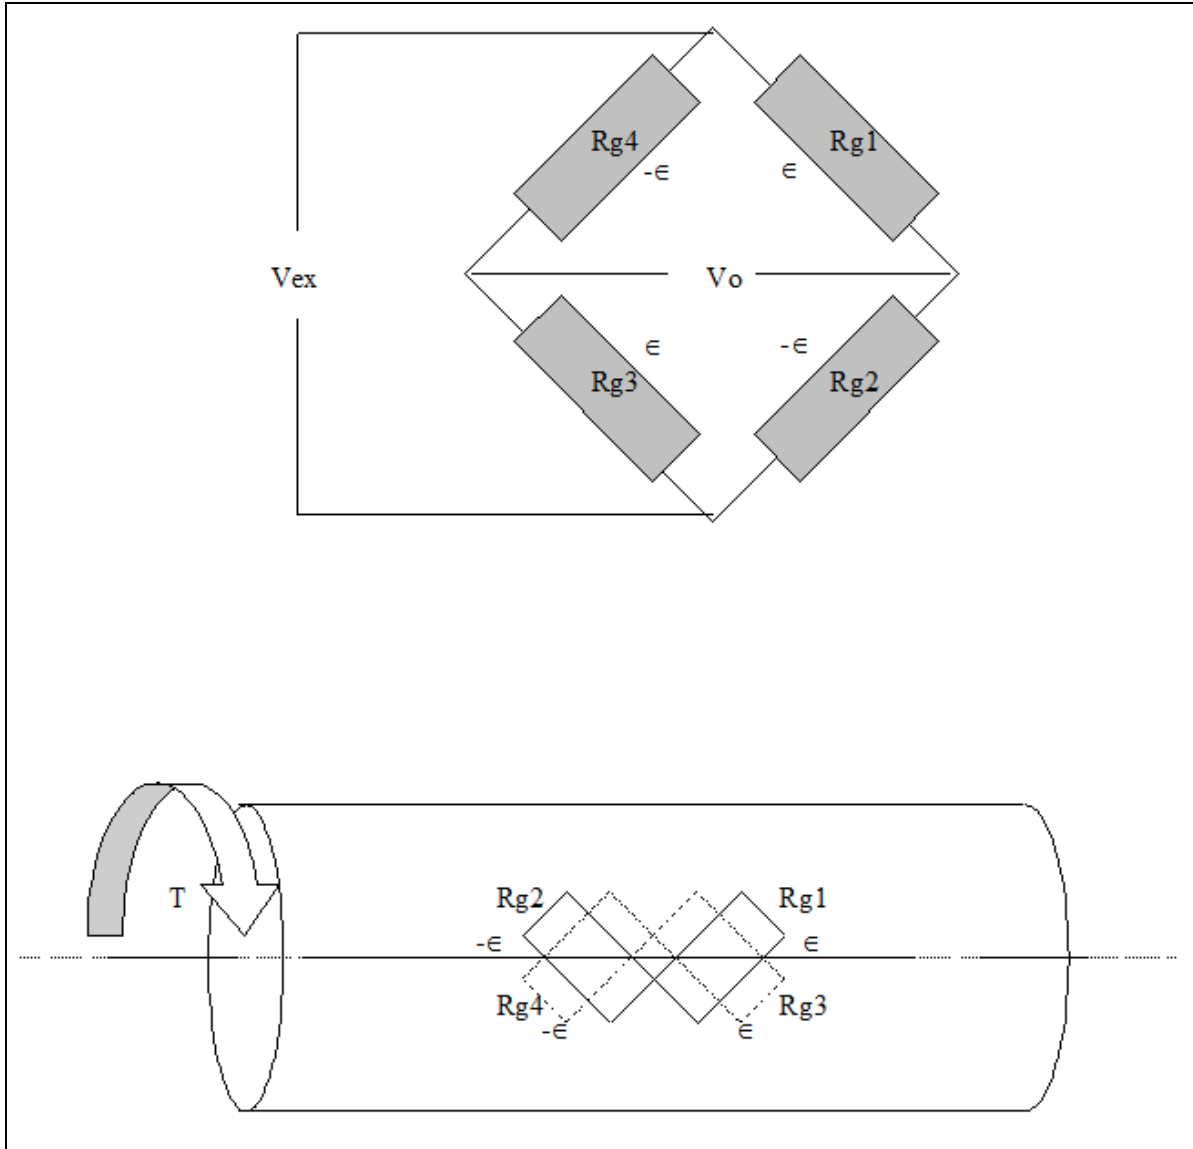 Rg4 Rg1
-∈ ∈
Vex Vo
∈ -∈
Rg3 Rg2
T Rg2 Rg1
-∈ ∈
Rg4 Rg3
-∈ ∈